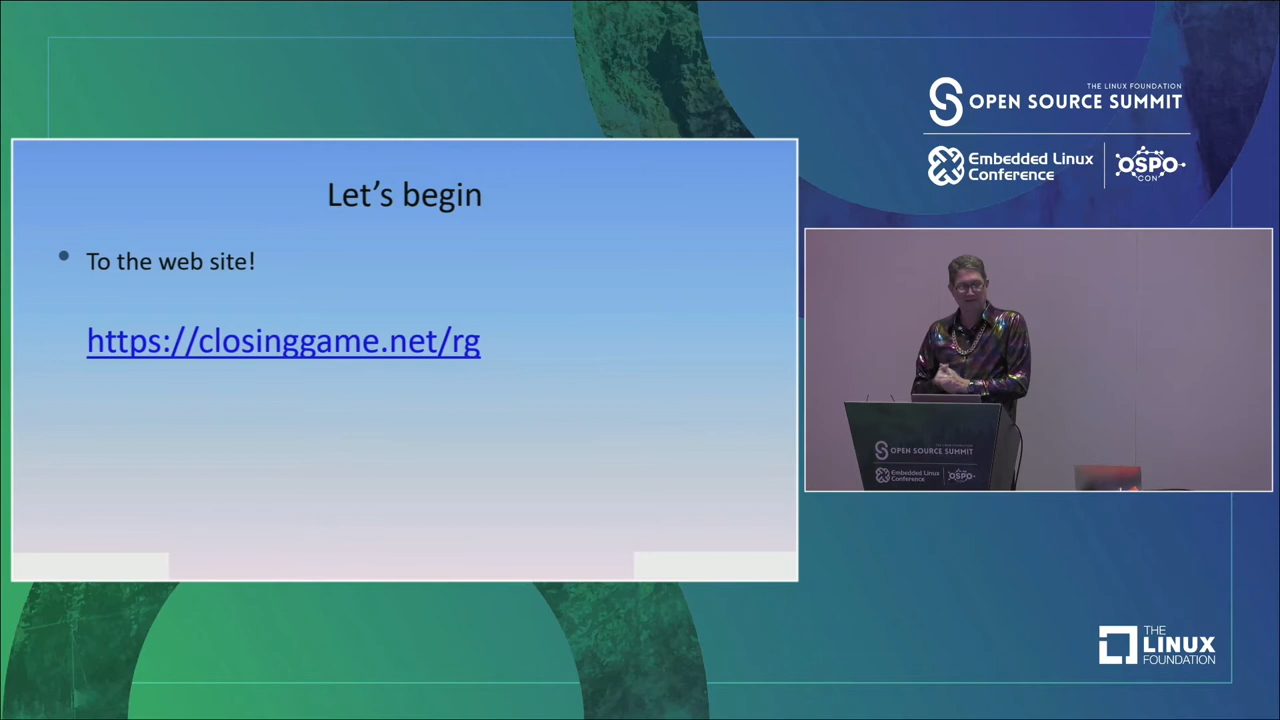 THE LINUX FOUNDATION
OPEN SOURCE SUMMIT
Embedded Linux
Conference
OSPO
CON
Let’s begin
• To the web site!
https://closinggame.net/rg
OPEN SOURCE SUMMIT
Embedded Linux
Conference
OSPO
THE
LINUX
FOUNDATION